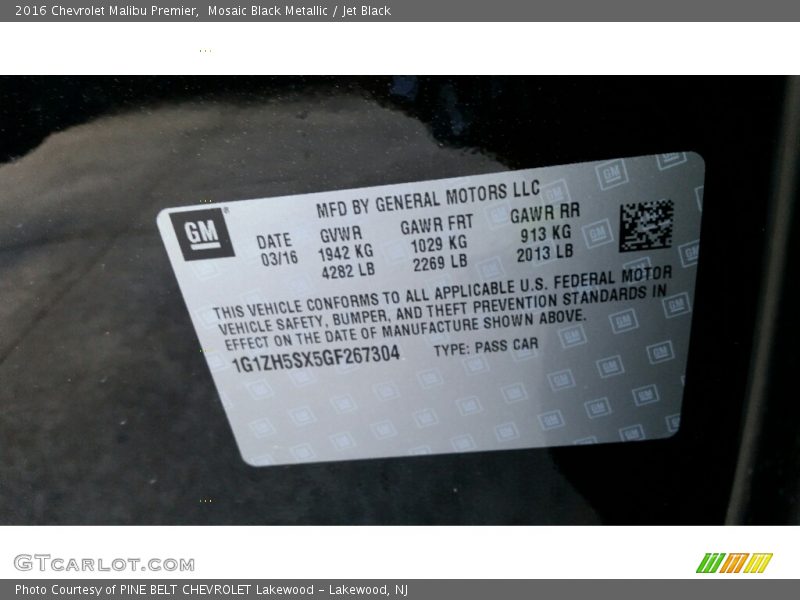 2016 Chevrolet Malibu Premier, Mosaic Black Metallic / Jet Black
GM
MFD BY GENERAL MOTORS LLC
DATE GVWR GAWR FRT GAWR RR
03/16 1942 KG 1029 KG 913 KG
4282 LB 2269 LB 2013 LB
THIS VEHICLE CONFORMS TO ALL APPLICABLE U.S. FEDERAL MOTOR
VEHICLE SAFETY, BUMPER, AND THEFT PREVENTION STANDARDS IN
EFFECT ON THE DATE OF MANUFACTURE SHOWN ABOVE.
1G1ZH5SX5GF267304 TYPE: PASS CAR
GTCARLOT.COM
Photo Courtesy of PINE BELT CHEVROLET Lakewood - Lakewood, NJ